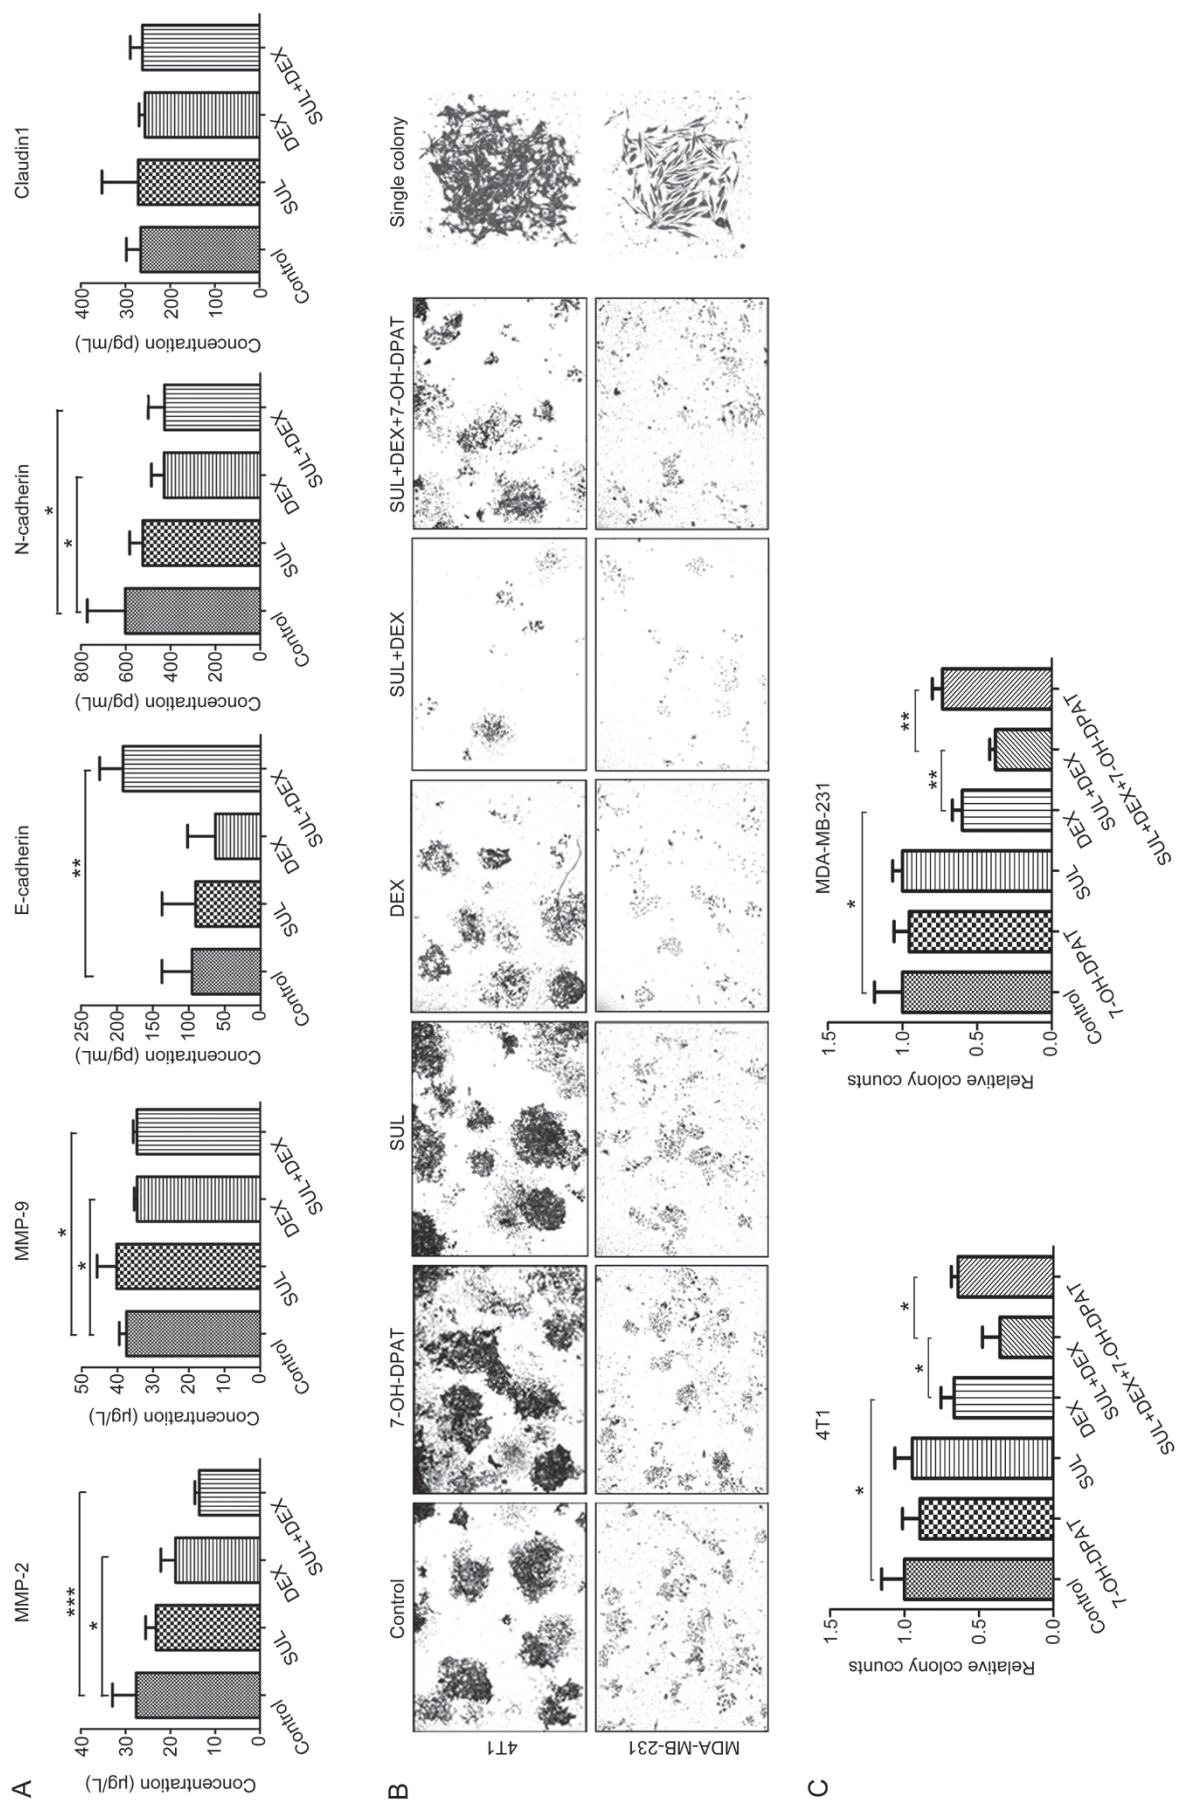 A
MMP-2
Concentration (μg/L)
40
30
20
10
0
***
*
Control
SUL
DEX
SUL+DEX
MMP-9
Concentration (μg/L)
50
40
30
20
10
0
*
*
Control
SUL
DEX
SUL+DEX
E-cadherin
Concentration (pg/mL)
250
200
150
100
50
0
**
Control
SUL
DEX
SUL+DEX
N-cadherin
Concentration (pg/mL)
800
600
400
200
0
*
*
Control
SUL
DEX
SUL+DEX
Claudin1
Concentration (pg/mL)
400
300
200
100
0
Control
SUL
DEX
SUL+DEX
B
Control
7-OH-DPAT
SUL
DEX
SUL+DEX
SUL+DEX+7-OH-DPAT
Single colony
4T1
MDA-MB-231
C
4T1
Relative colony counts
1.5
1.0
0.5
0.0
*
*
*
Control
7-OH-DPAT
SUL
DEX
SUL+DEX
SUL+DEX+7-OH-DPAT
MDA-MB-231
Relative colony counts
1.5
1.0
0.5
0.0
*
**
**
Control
7-OH-DPAT
SUL
DEX
SUL+DEX
SUL+DEX+7-OH-DPAT